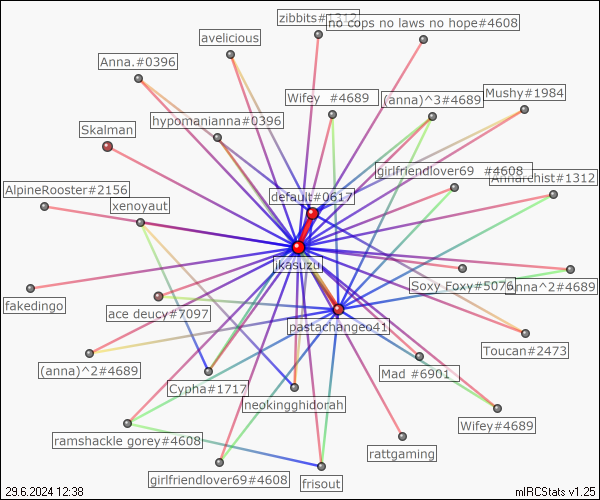 zibbits#1312
no cops no laws no hope#4608
avelicious
Anna.#0396
Wifey #4689
(anna)^3#4689
Mushy#1984
hypomanianna#0396
Skalman
girlfriendlover69 #4608
Annarchist#1312
AlpineRooster#2156
default#0617
xenoyaut
jkasuzu
Soxy Foxy#5076
anna^2#4689
fakedingo
ace deucy#7097
pastachangeo41
Toucan#2473
(anna)^2#4689
Mad #6901
Cypha#1717
neokingghidorah
Wifey#4689
ramshackle gorey#4608
rattgaming
girlfriendlover69#4608
frisout
29.6.2024 12:38
mIRCStats v1.25